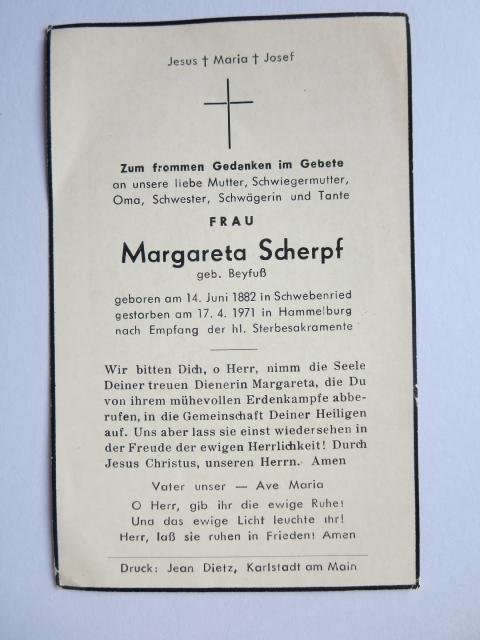 Jesus † Maria † Josef
Zum frommen Gedenken im Gebete
an unsere liebe Mutter, Schwiegermutter,
Oma, Schwester, Schwägerin und Tante
FRAU
Margareta Scherpf
geb. Beyfuß
geboren am 14. Juni 1882 in Schwebenried
gestorben am 17. 4. 1971 in Hammelburg
nach Empfang der hl. Sterbesakramente
Wir bitten Dich, o Herr, nimm die Seele
Deiner treuen Dienerin Margareta, die Du
von ihrem mühevollen Erdenkampfe abbe-
rufen, in die Gemeinschaft Deiner Heiligen
auf. Uns aber lass sie einst wiedersehen in
der Freude der ewigen Herrlichkeit! Durch
Jesus Christus, unseren Herrn. Amen
Vater unser — Ave Maria
O Herr, gib ihr die ewige Ruhe!
Und das ewige Licht leuchte ihr!
Herr, laß sie ruhen in Frieden! Amen
Druck: Jean Dietz, Karlstadt am Main